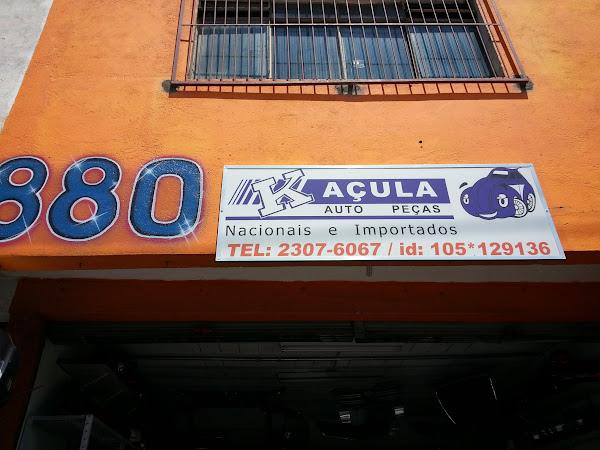 880
KAÇULA
AUTO PEÇAS
Nacionais e Importados
TEL: 2307-6067 / id: 105*129136